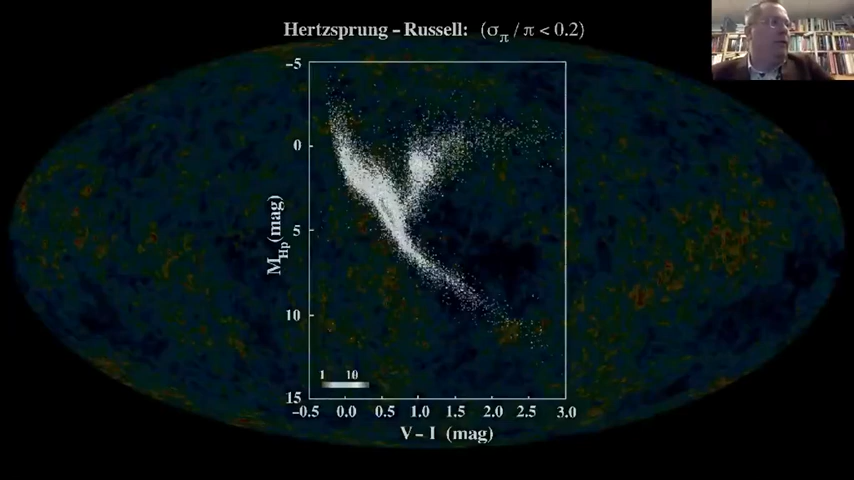 Hertzsprung – Russell: (σπ / π < 0.2)
−5
0
5
10
15
MHp(mag)
1 10
−0.5 0.0 0.5 1.0 1.5 2.0 2.5 3.0
V – I (mag)